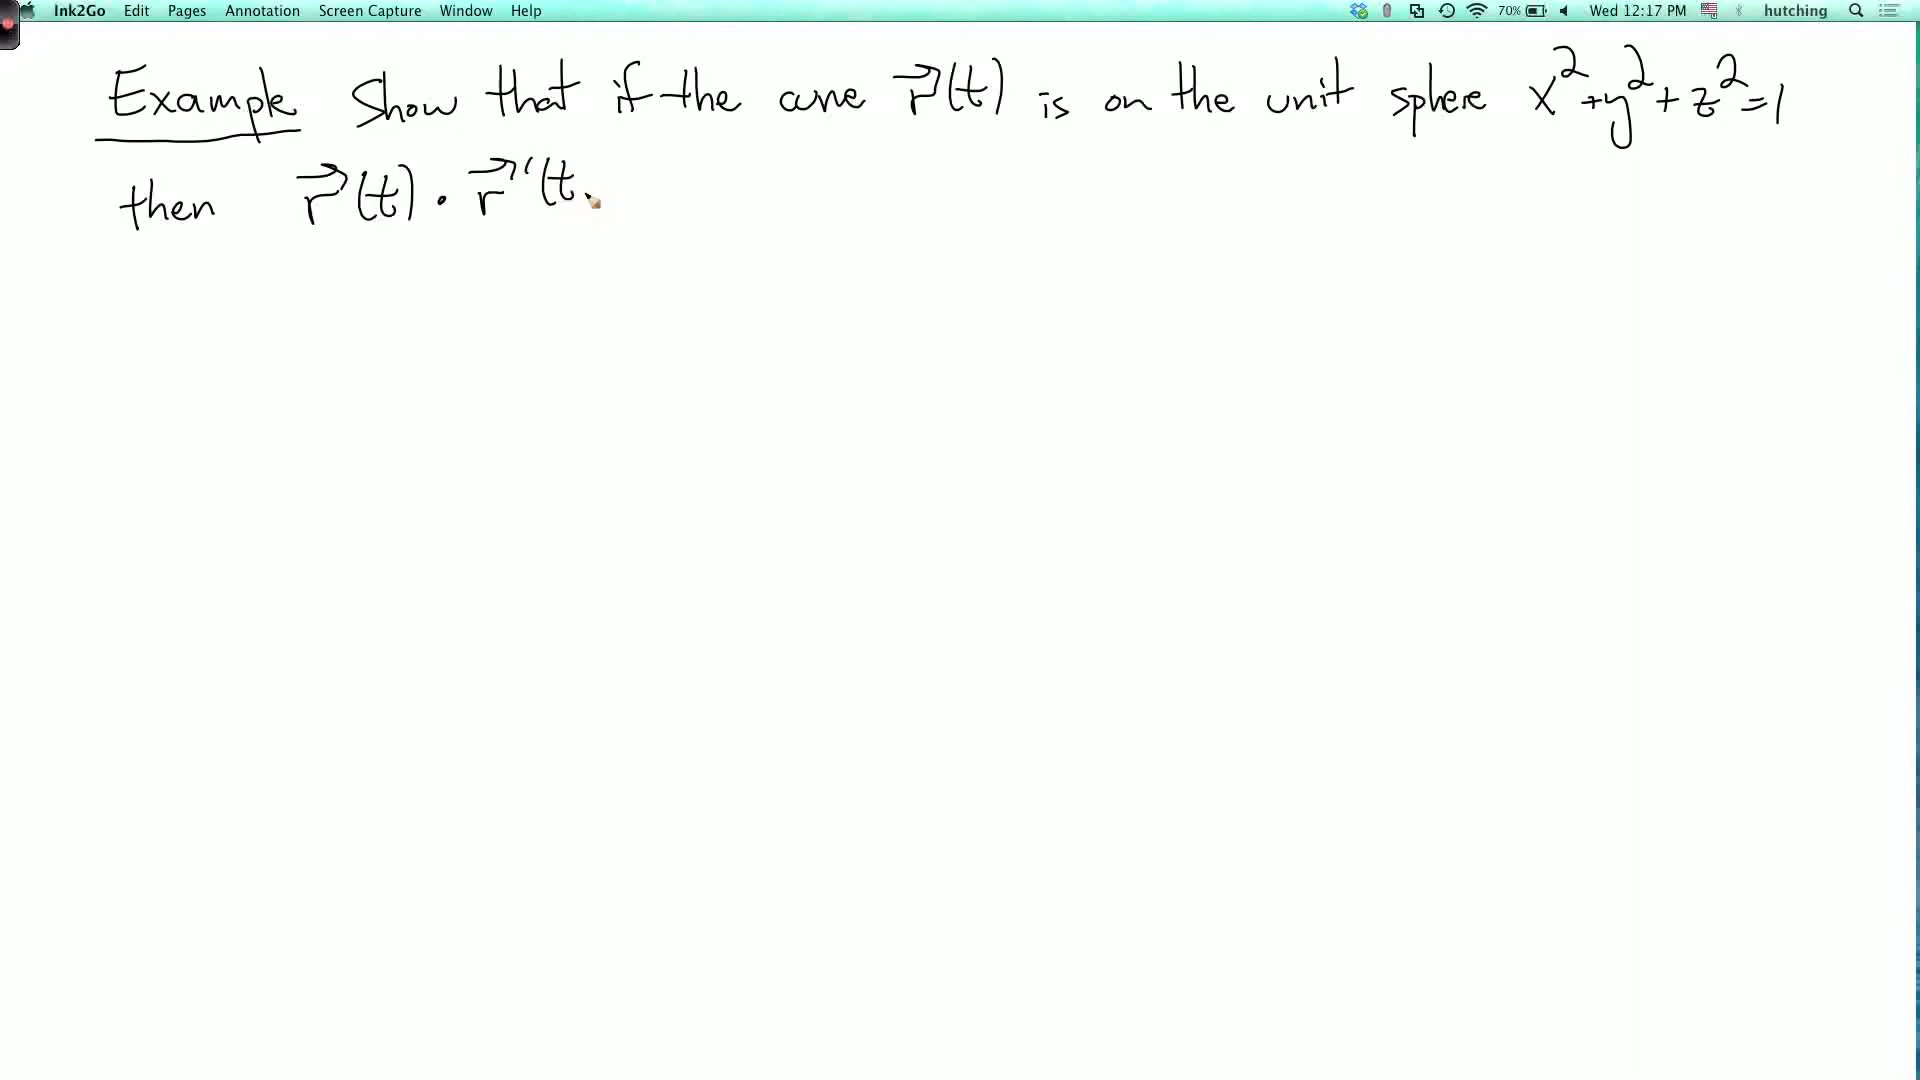 Ink2Go Edit Pages Annotation Screen Capture Window Help 70% Wed 12:17 PM hutching
Example Show that if the curve r⃗(t) is on the unit sphere x²+y²+z²=1
then r⃗(t) · r⃗'(t